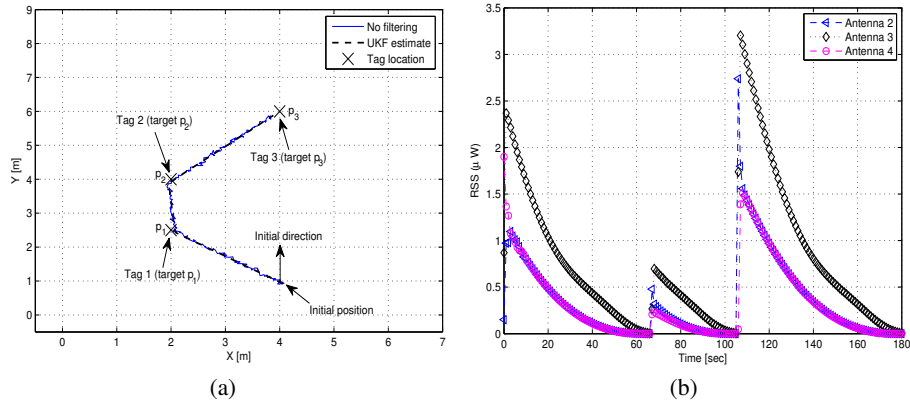 9
8
7
6
5
4
3
2
1
0
Y [m]
0 1 2 3 4 5 6 7
X [m]
No filtering
UKF estimate
Tag location
Tag 2 (target p2)
p3
Tag 3 (target p3)
p2
p1
Initial direction
Tag 1 (target p1)
Initial position
(a)
3.5
3
2.5
2
1.5
1
0.5
0
RSS (μ W)
0 20 40 60 80 100 120 140 160 180
Time [sec]
Antenna 2
Antenna 3
Antenna 4
(b)